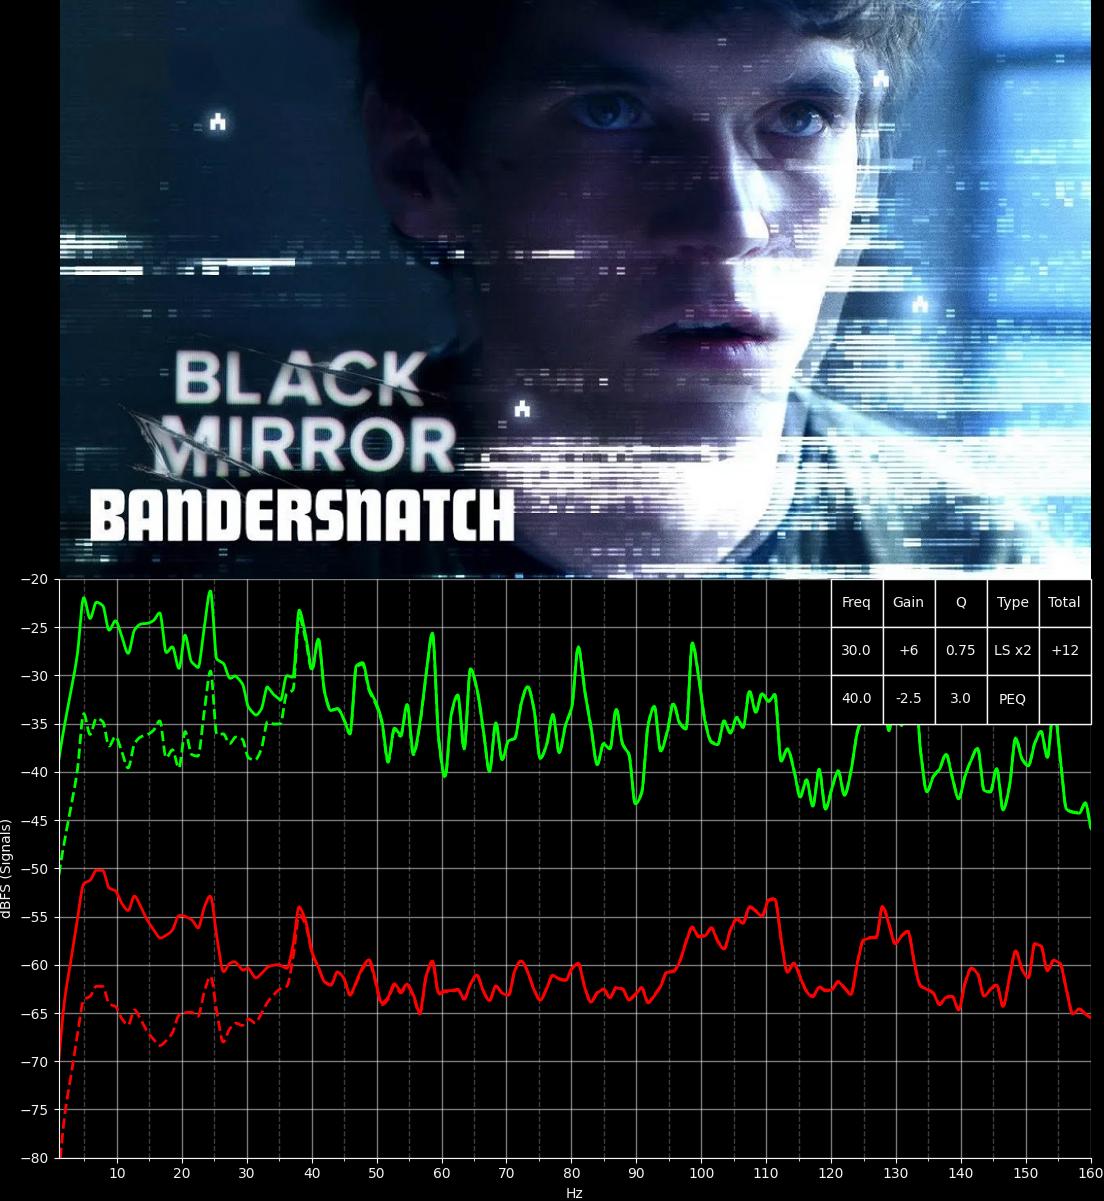 BLACK
MIRROR
BANDERSNATCH
Freq Gain Q Type Total
30.0 +6 0.75 LS x2 +12
40.0 -2.5 3.0 PEQ
−20
−25
−30
−35
−40
−45
−50
−55
−60
−65
−70
−75
−80
dBFS (Signals)
10 20 30 40 50 60 70 80 90 100 110 120 130 140 150 160
Hz